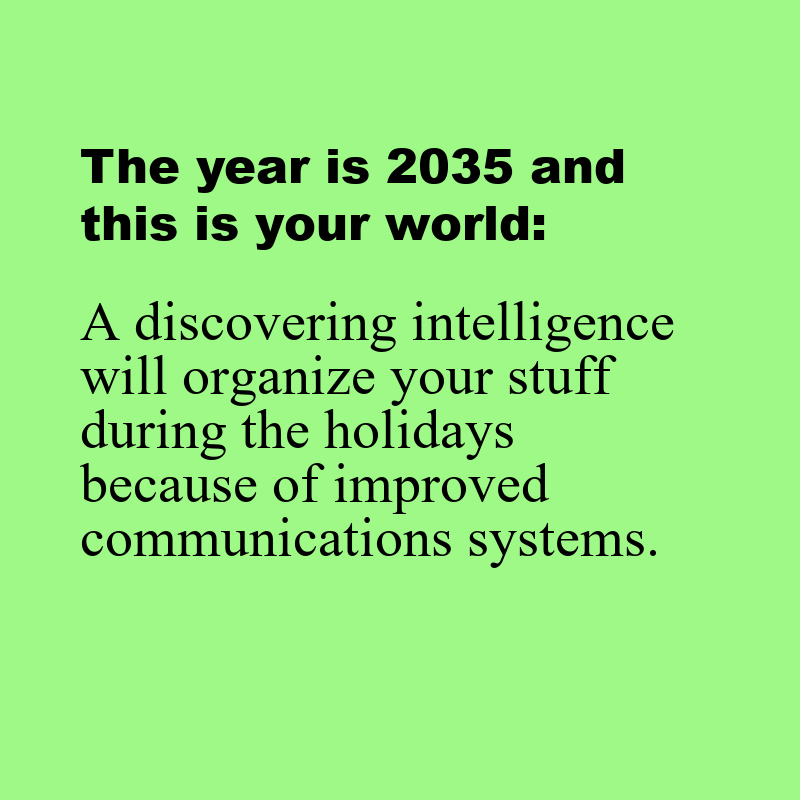 The year is 2035 and
this is your world:
A discovering intelligence
will organize your stuff
during the holidays
because of improved
communications systems.